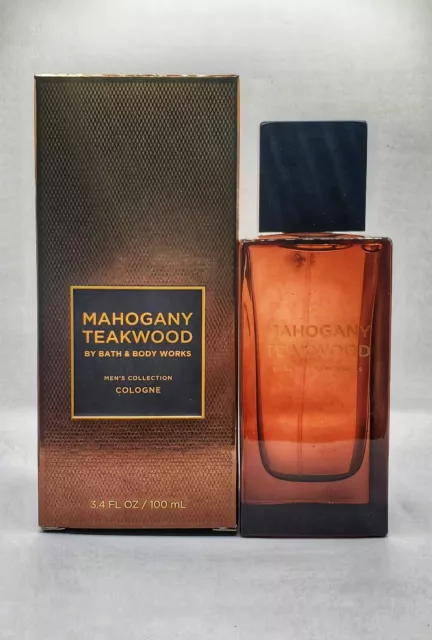 MAHOGANY
TEAKWOOD
BY BATH & BODY WORKS
MEN'S COLLECTION
COLOGNE
3.4 FL OZ / 100 mL
MAHOGANY
TEAKWOOD